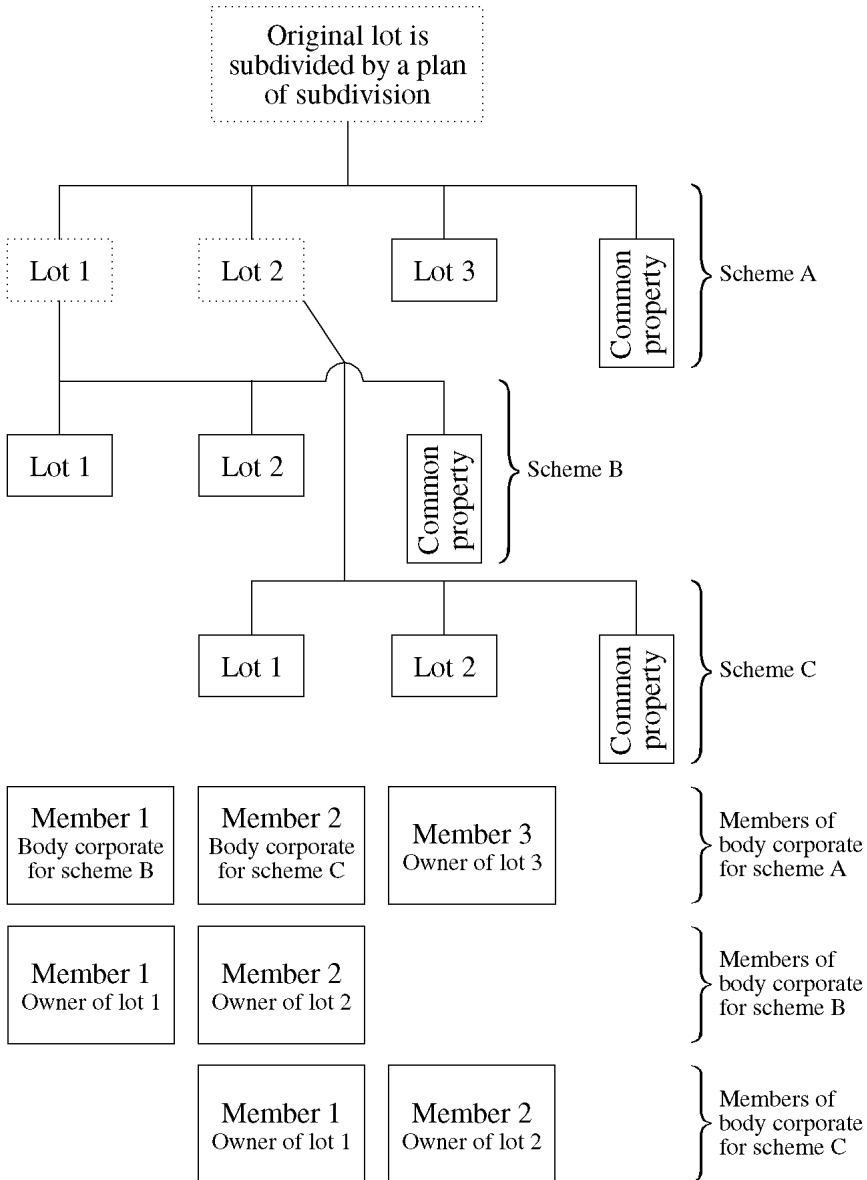 Original lot is
subdivided by a plan
of subdivision
Lot 1
Lot 2
Lot 3
Common
property
Scheme A
Lot 1
Lot 2
Common
property
Scheme B
Lot 1
Lot 2
Common
property
Scheme C
Member 1
Body corporate
for scheme B
Member 2
Body corporate
for scheme C
Member 3
Owner of lot 3
Members of
body corporate
for scheme A
Member 1
Owner of lot 1
Member 2
Owner of lot 2
Members of
body corporate
for scheme B
Member 1
Owner of lot 1
Member 2
Owner of lot 2
Members of
body corporate
for scheme C